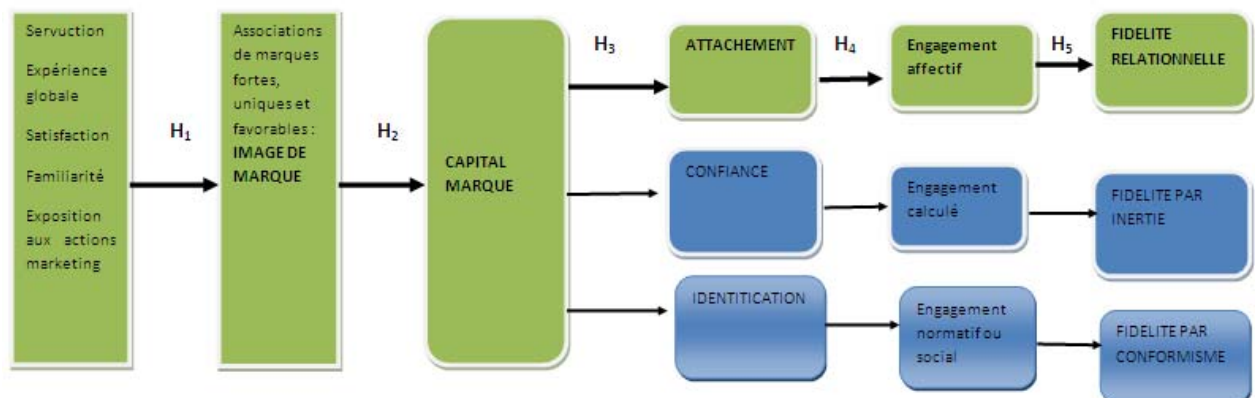 Servuction
Expérience
globale
Satisfaction
Familiarité
Exposition
aux actions
marketing
H1
Associations
de marques
fortes,
uniques et
favorables :
IMAGE DE
MARQUE
H2
CAPITAL
MARQUE
H3
ATTACHEMENT
H4
Engagement
affectif
H5
FIDELITE
RELATIONNELLE
CONFIANCE
Engagement
calculé
FIDELITE PAR
INERTIE
IDENTITICATION
Engagement
normatif ou
social
FIDELITE PAR
CONFORMISME